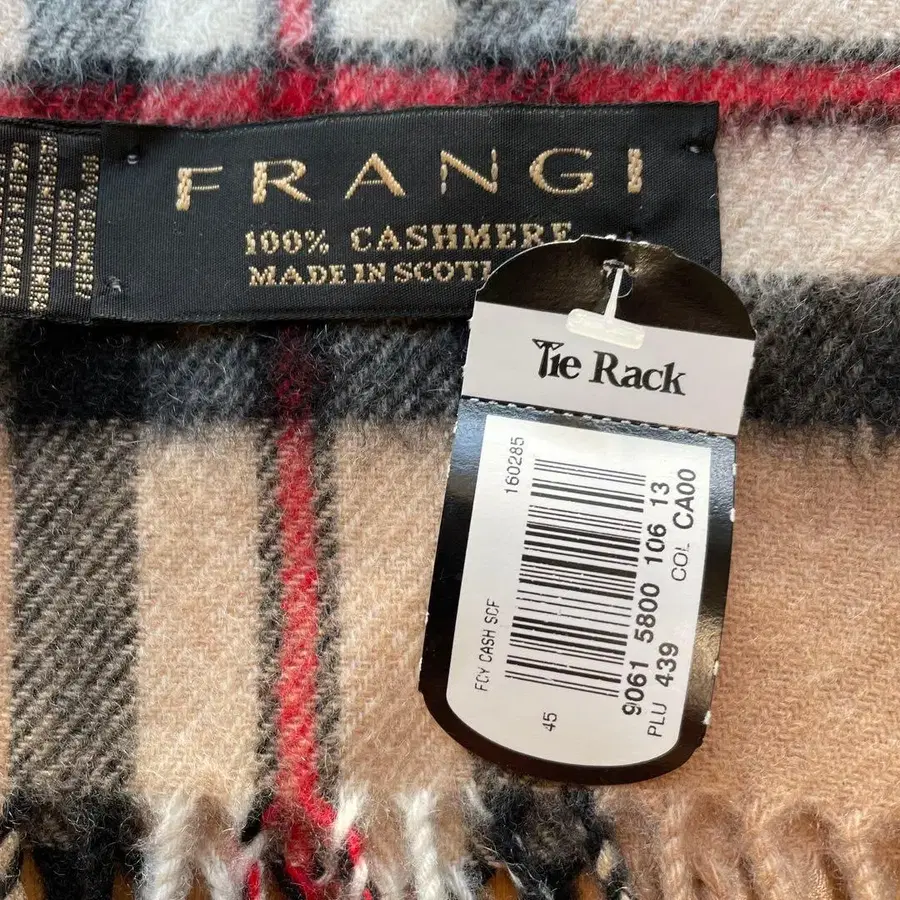 FRANGI
100% CASHMERE
MADE IN SCOTL
Tie Rack
160285
9061 5800 106 13
PLU 439 COL CA00
FCY CASH SCF
45